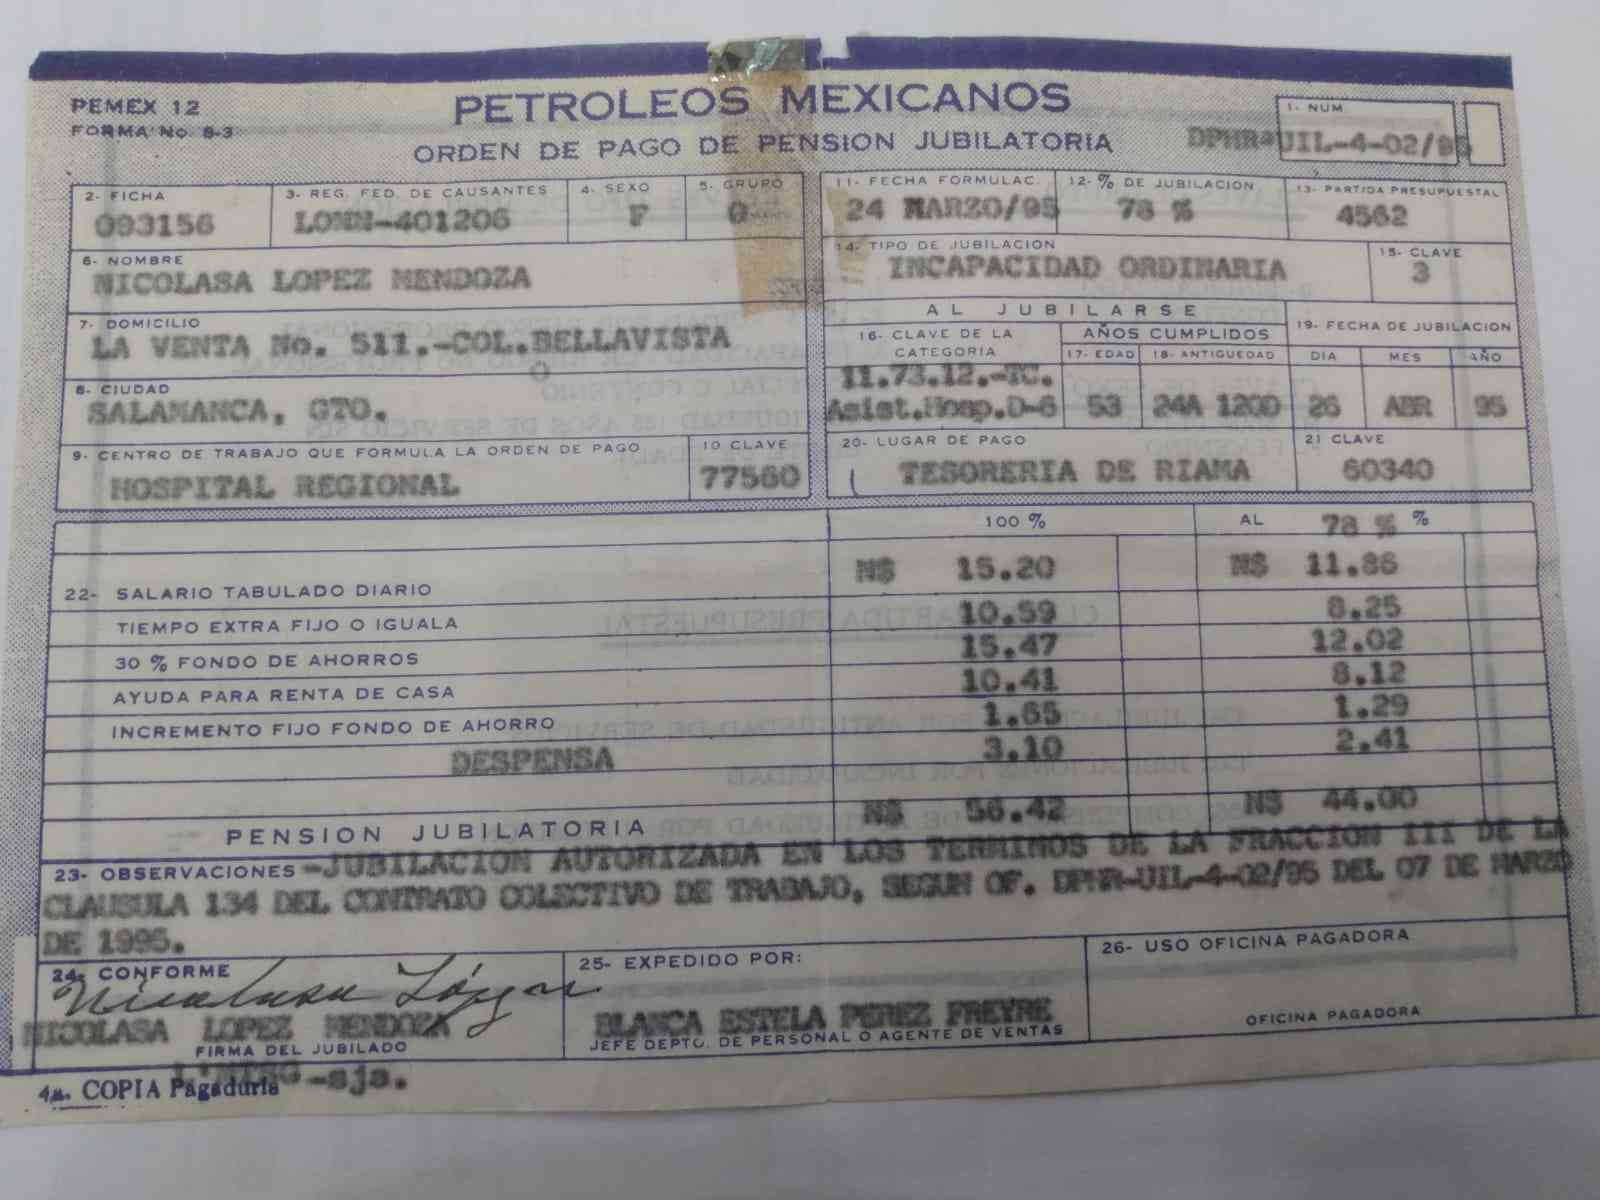 PEMEX 12
FORMA No. 8-3
PETROLEOS MEXICANOS
ORDEN DE PAGO DE PENSION JUBILATORIA
1- NUM
DPHR-UIL-4-02/95
2- FICHA
093156
3- REG. FED. DE CAUSANTES
LOMN-401206
4- SEXO
F
5- GRUPO
0
11- FECHA FORMULAC.
24 MARZO/95
12- % DE JUBILACION
78 %
13- PARTIDA PRESUPUESTAL
4562
6- NOMBRE
NICOLASA LOPEZ MENDOZA
14- TIPO DE JUBILACION
INCAPACIDAD ORDINARIA
15- CLAVE
3
7- DOMICILIO
LA VENTA No. 511.-COL.BELLAVISTA
AL JUBILARSE
16- CLAVE DE LA CATEGORIA
11.73.12.-TC.
Asist.Hosp.D-6
AÑOS CUMPLIDOS
17- EDAD
53
18- ANTIGUEDAD
24A 120D
19- FECHA DE JUBILACION
DIA MES AÑO
26 ABR 95
8- CIUDAD
SALAMANCA, GTO.
9- CENTRO DE TRABAJO QUE FORMULA LA ORDEN DE PAGO
HOSPITAL REGIONAL
10 CLAVE
77560
20- LUGAR DE PAGO
TESORERIA DE RIAMA
21 CLAVE
60340
100 % AL 78 % %
22- SALARIO TABULADO DIARIO N$ 15.20 N$ 11.86
TIEMPO EXTRA FIJO O IGUALA 10.59 8.25
30 % FONDO DE AHORROS 15.47 12.02
AYUDA PARA RENTA DE CASA 10.41 8.12
INCREMENTO FIJO FONDO DE AHORRO 1.65 1.29
DESPENSA 3.10 2.41
PENSION JUBILATORIA N$ 56.42 N$ 44.00
23- OBSERVACIONES -JUBILACION AUTORIZADA EN LOS TERMINOS DE LA FRACCION III DE LA
CLAUSULA 134 DEL CONTRATO COLECTIVO DE TRABAJO, SEGUN OF. DPHR-UIL-4-02/95 DEL 07 DE MARZO
DE 1995.
24- CONFORME
Nicolasa López
NICOLASA LOPEZ MENDOZA
FIRMA DEL JUBILADO
25- EXPEDIDO POR:
BLANCA ESTELA PEREZ FREYRE
JEFE DEPTO. DE PERSONAL O AGENTE DE VENTAS
26- USO OFICINA PAGADORA
OFICINA PAGADORA
4a. COPIA Pagaduría
-sja.